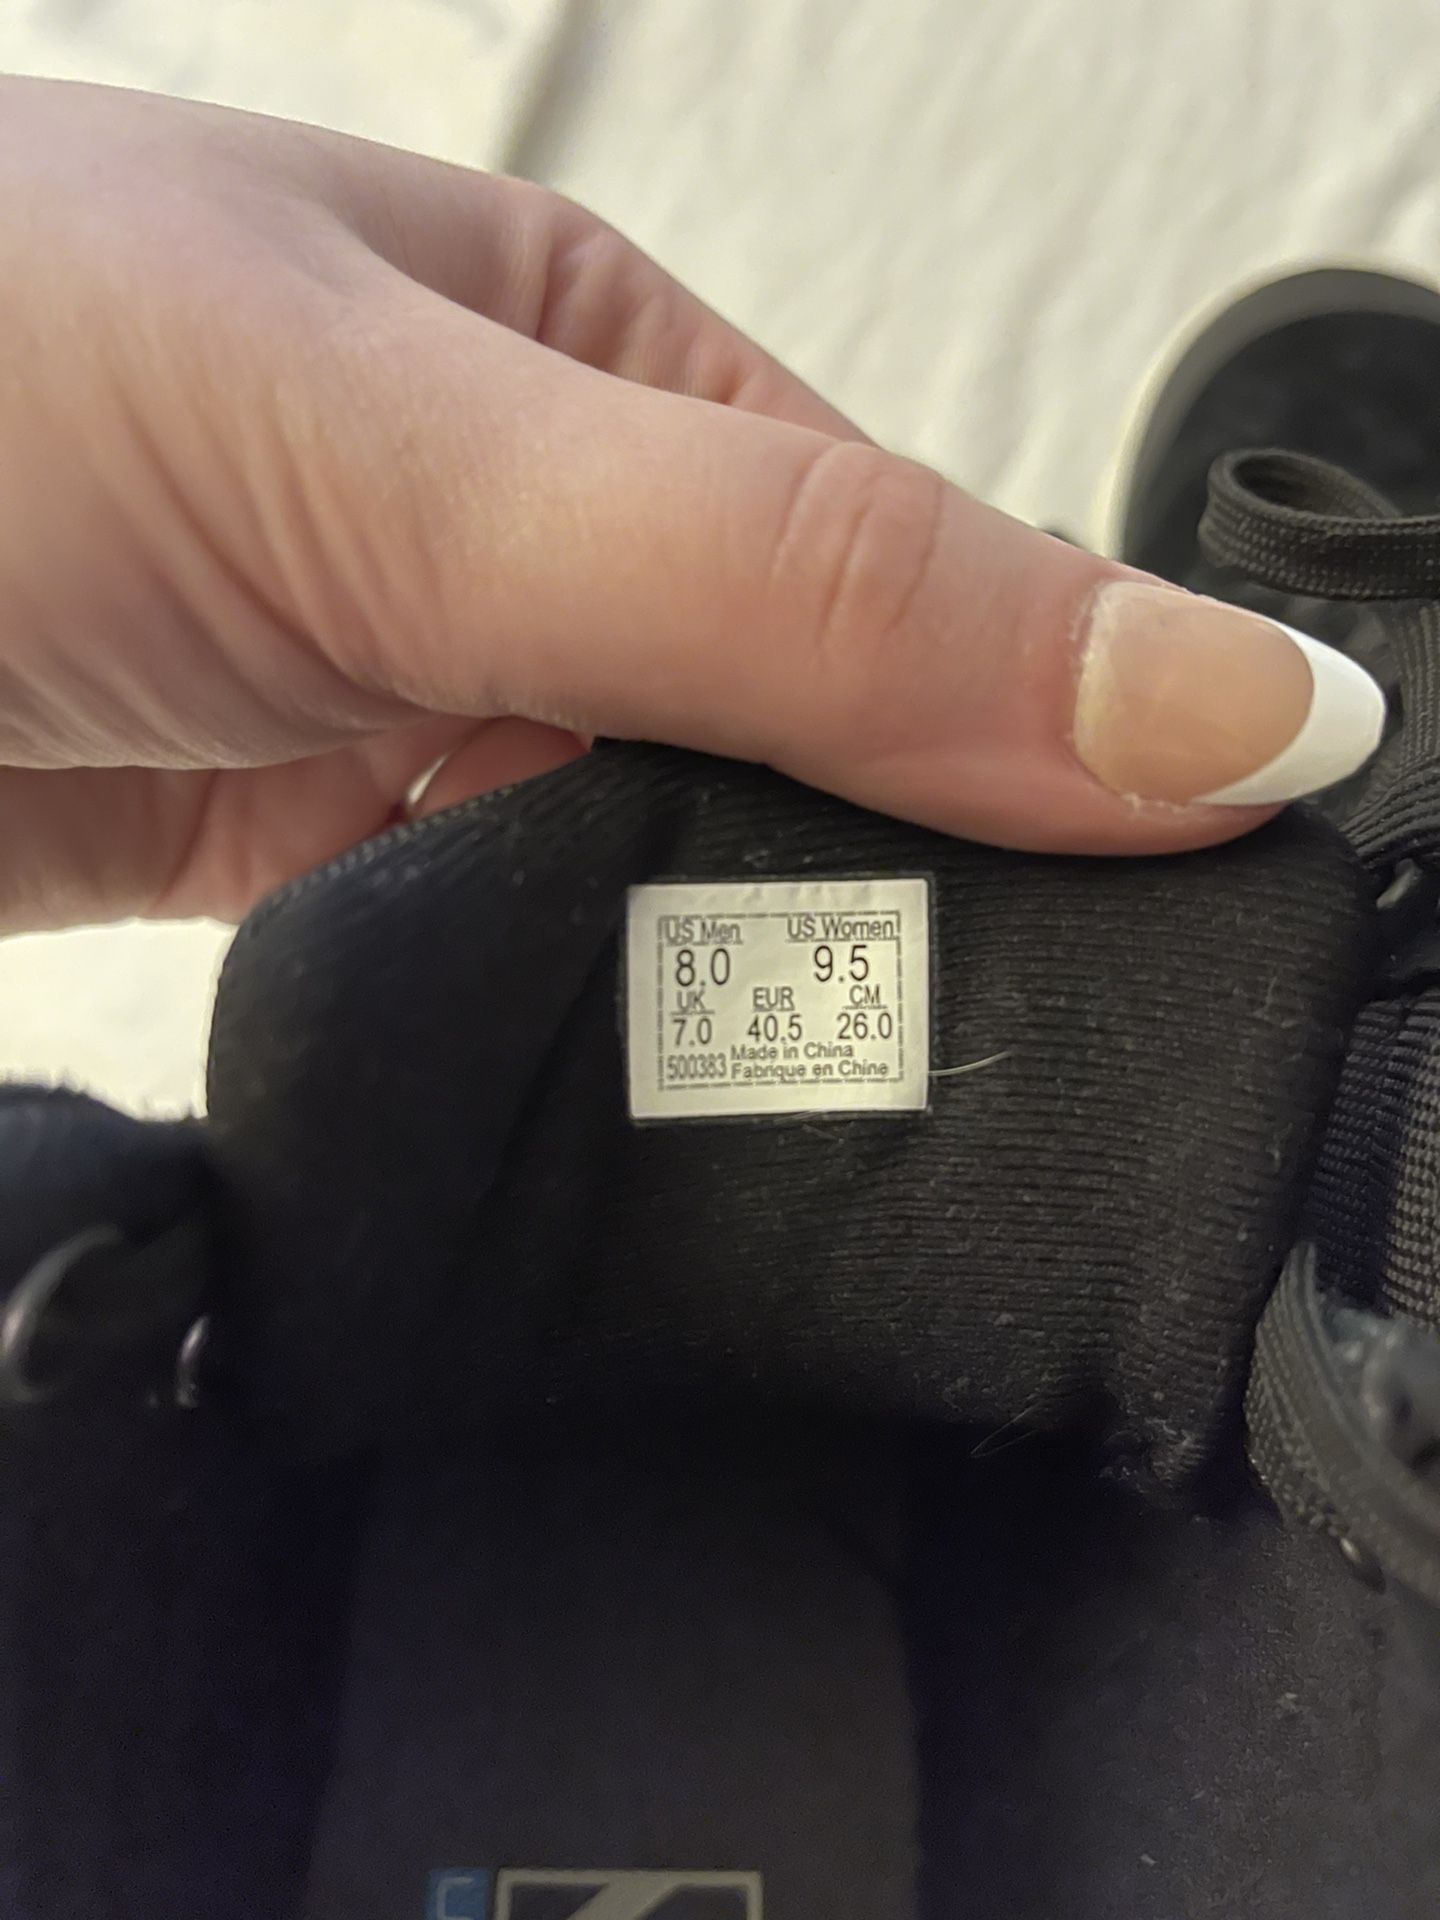 US Men US Women
8.0 9.5
UK EUR CM
7.0 40.5 26.0
500383 Made in China
Fabrique en Chine